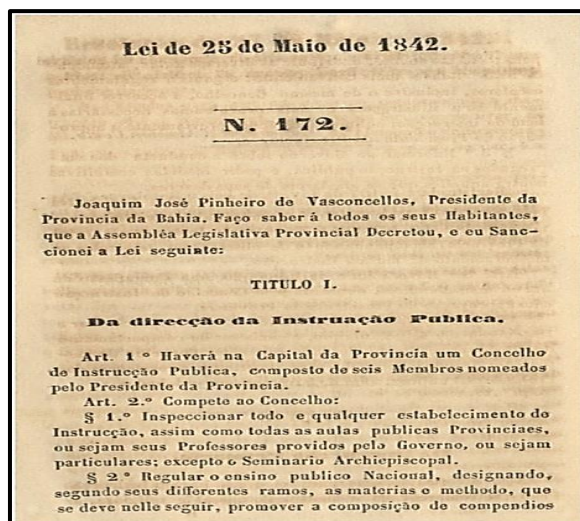 Lei de 25 de Maio de 1842.
N. 172.
Joaquim José Pinheiro de Vasconcellos, Presidente da
Provincia da Bahia. Faço saber á todos os seus Habitantes,
que a Assembléa Legislativa Provincial Decretou, e eu Sanc-
cionei a Lei seguinte:
TITULO I.
Da direcção da Instruação Publica.
Art. 1º Haverá na Capital da Provincia um Concelho
de Instrucção Publica, composto de seis Membros nomeados
pelo Presidente da Provincia.
Art. 2.º Compete ao Concelho:
§ 1.º Inspeccionar todo e qualquer estabelecimento de
Instrucção, assim como todas as aulas publicas Provinciaes,
ou sejam seus Professores providos pelo Governo, ou sejam
particulares; excepto o Seminario Archiepiscopal.
§ 2.º Regular o ensino publico Nacional, designando,
segundo seus differentes ramos, as materias e methodo, que
se deve nelle seguir, promover a composição de compendios